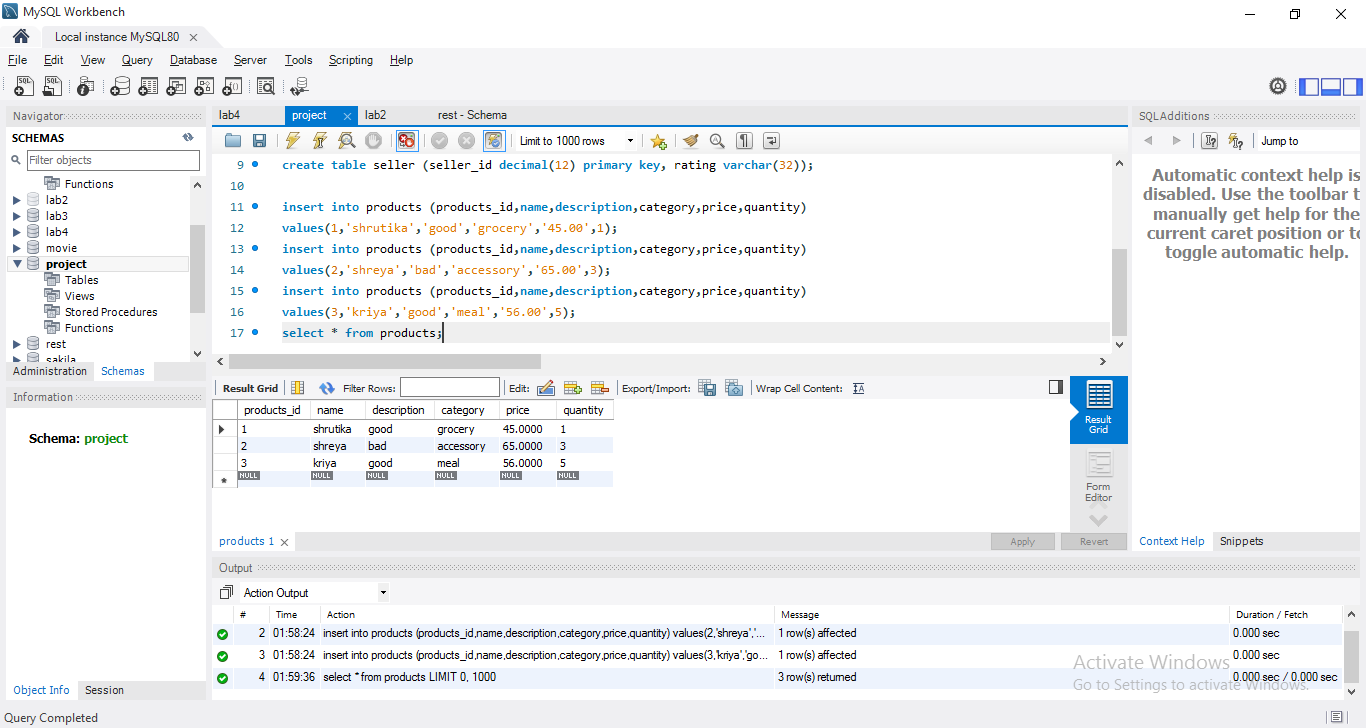 MySQL Workbench
Local instance MySQL80
File Edit View Query Database Server Tools Scripting Help
Navigator
SCHEMAS
Filter objects
Functions
lab2
lab3
lab4
movie
project
Tables
Views
Stored Procedures
Functions
rest
sakila
Administration Schemas
Information
Schema: project
Object Info Session
lab4 project lab2 rest - Schema
Limit to 1000 rows
9 create table seller (seller_id decimal(12) primary key, rating varchar(32));
10
11 insert into products (products_id,name,description,category,price,quantity)
12 values(1,'shrutika','good','grocery','45.00',1);
13 insert into products (products_id,name,description,category,price,quantity)
14 values(2,'shreya','bad','accessory','65.00',3);
15 insert into products (products_id,name,description,category,price,quantity)
16 values(3,'kriya','good','meal','56.00',5);
17 select * from products;
Result Grid Filter Rows: Edit: Export/Import: Wrap Cell Content: IA
products_id name description category price quantity
1 shrutika good grocery 45.0000 1
2 shreya bad accessory 65.0000 3
3 kriya good meal 56.0000 5
NULL NULL NULL NULL NULL NULL
Result
Grid
Form
Editor
products 1 Apply Revert
SQLAdditions
Jump to
Automatic context help is
disabled. Use the toolbar t
manually get help for the
current caret position or to
toggle automatic help.
Context Help Snippets
Output
Action Output
# Time Action Message Duration / Fetch
2 01:58:24 insert into products (products_id,name,description,category,price,quantity) values(2,'shreya','... 1 row(s) affected 0.000 sec
3 01:58:24 insert into products (products_id,name,description,category,price,quantity) values(3,'kriya','go... 1 row(s) affected 0.000 sec
4 01:59:36 select * from products LIMIT 0, 1000 3 row(s) returned 0.000 sec / 0.000 sec
Activate Windows
Go to Settings to activate Windows.
Query Completed